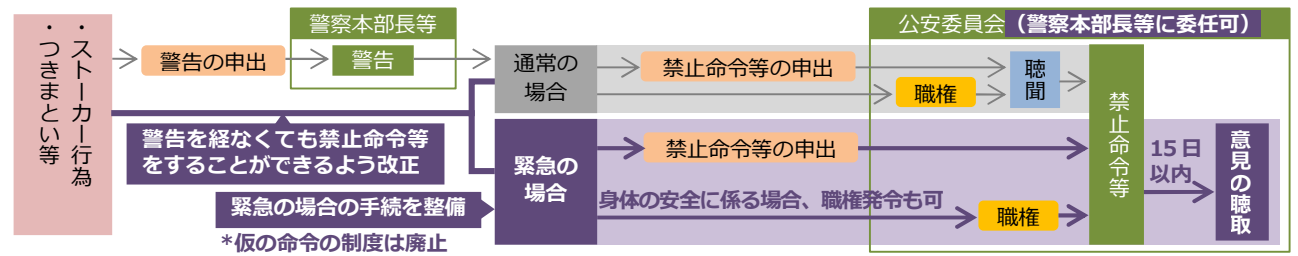 ・ストーカー行為
・つきまとい等
警告の申出
警察本部長等
警告
警告を経なくても禁止命令等
をすることができるよう改正
緊急の場合の手続を整備
*仮の命令の制度は廃止
通常の
場合
禁止命令等の申出
職権
聴聞
公安委員会（警察本部長等に委任可）
緊急の
場合
禁止命令等の申出
身体の安全に係る場合、職権発令も可
職権
禁止命令等
15日
以内
意見の聴取